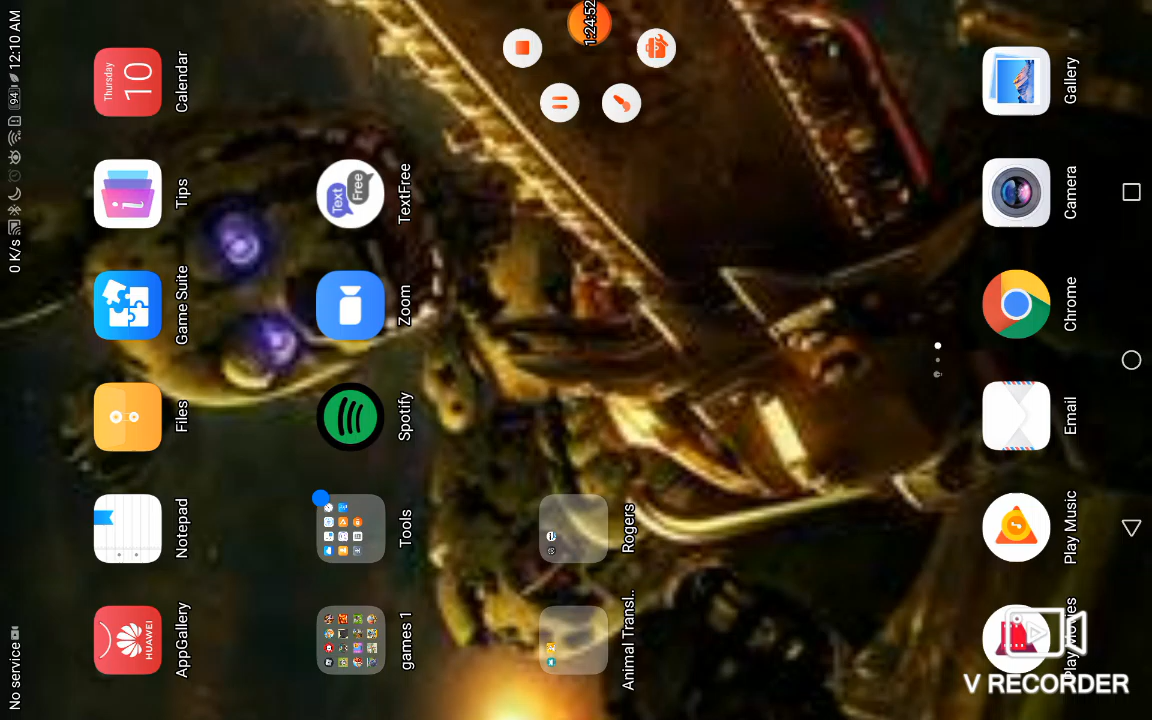 No service
0 K/s
94
12:10 AM
HUAWEI
Thursday
10
AppGallery
Notepad
Files
Game Suite
Tips
Calendar
Text
Free
games 1
Tools
Spotify
Zoom
TextFree
Animal Transl..
Rogers
1:24:52
Play Movies
Play Music
Email
Chrome
Camera
Gallery
V RECORDER